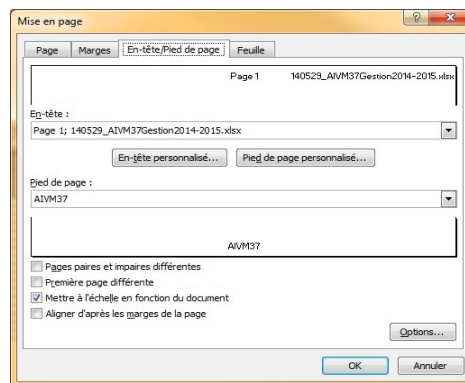 Mise en page
Page Marges En-tête/Pied de page Feuille
Page 1 140529_AIVM37Gestion2014-2015.xlsx
En-tête :
Page 1; 140529_AIVM37Gestion2014-2015.xlsx
En-tête personnalisé... Pied de page personnalisé...
Pied de page :
AIVM37
AIVM37
Pages paires et impaires différentes
Première page différente
Mettre à l'échelle en fonction du document
Aligner d'après les marges de la page
Options...
OK Annuler